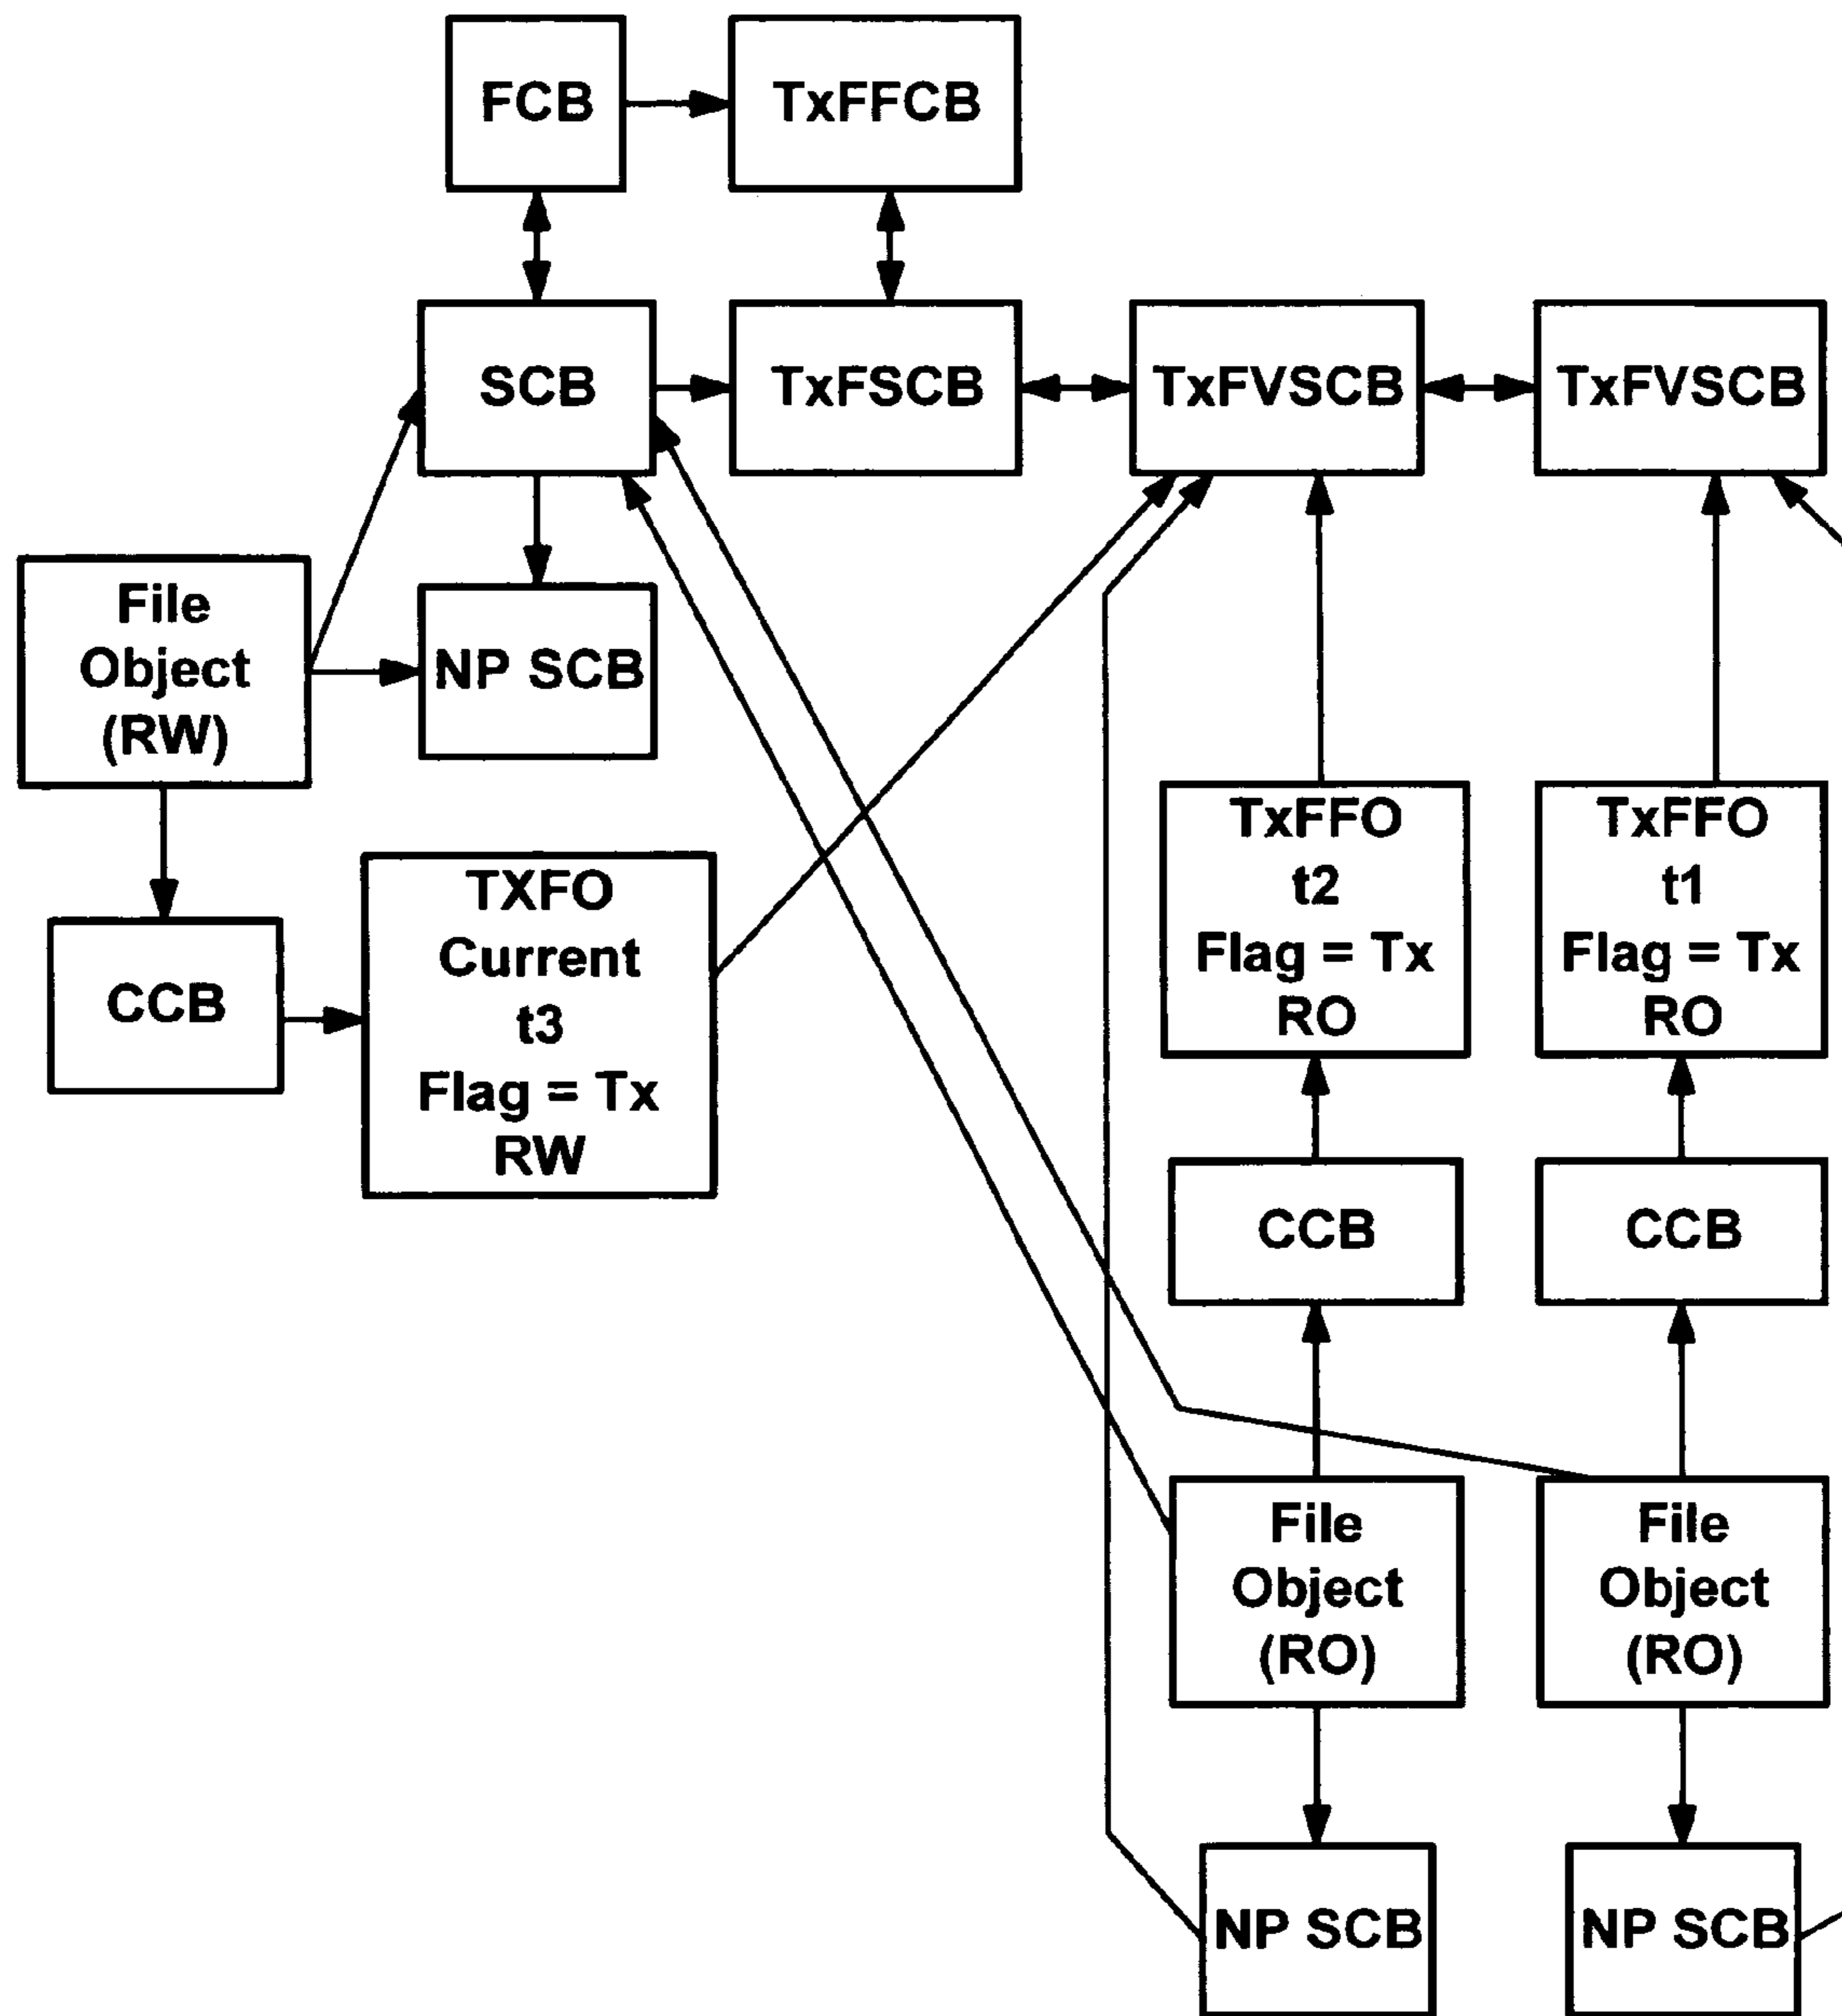 FCB
TxFFCB
SCB
TxFSCB
TxFVSCB
TxFVSCB
File
Object
(RW)
NP SCB
CCB
TXFO
Current
t3
Flag = Tx
RW
TxFFO
t2
Flag = Tx
RO
TxFFO
t1
Flag = Tx
RO
CCB
CCB
File
Object
(RO)
File
Object
(RO)
NP SCB
NP SCB